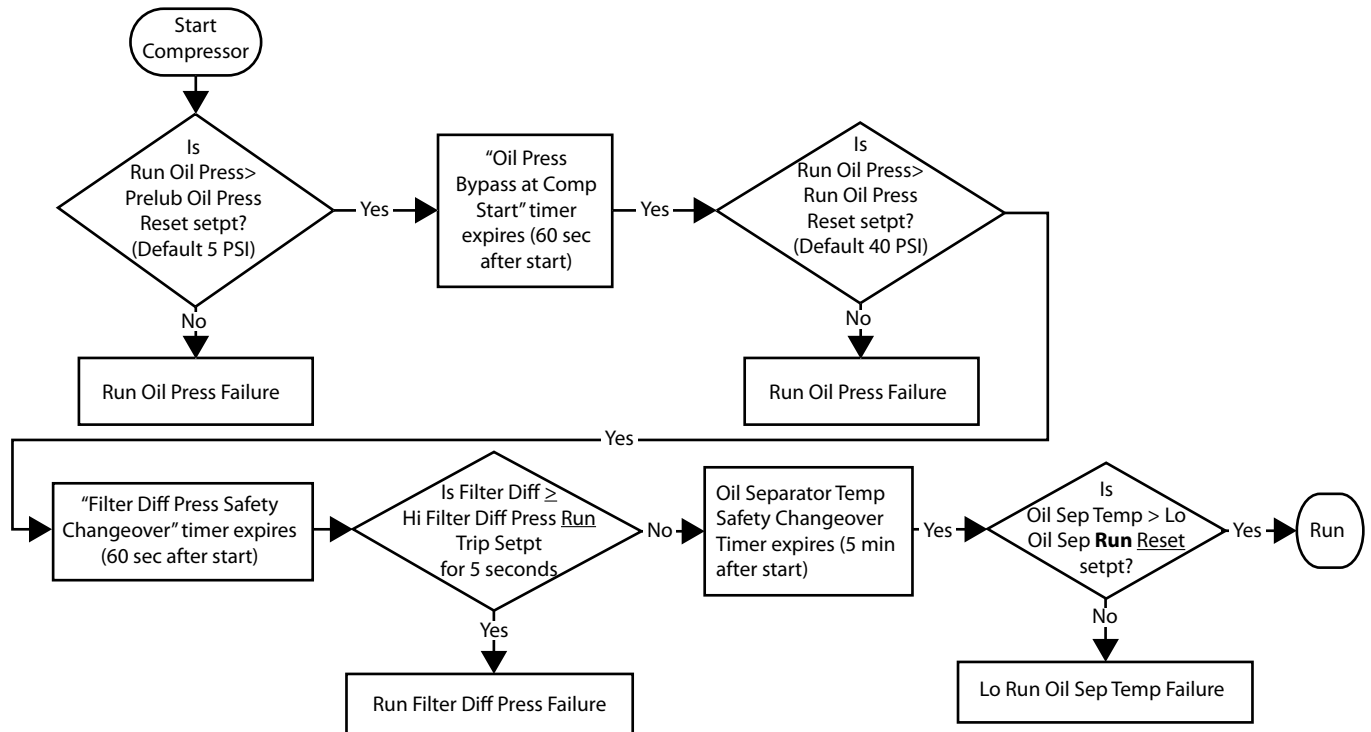 Start
Compressor
Is
Run Oil Press>
Prelub Oil Press
Reset setpt?
(Default 5 PSI)
Yes
“Oil Press
Bypass at Comp
Start” timer
expires (60 sec
after start)
Yes
Is
Run Oil Press>
Run Oil Press
Reset setpt?
(Default 40 PSI)
No
Run Oil Press Failure
No
Run Oil Press Failure
Yes
“Filter Diff Press Safety
Changeover” timer expires
(60 sec after start)
Is Filter Diff ≥
Hi Filter Diff Press Run
Trip Setpt
for 5 seconds
No
Oil Separator Temp
Safety Changeover
Timer expires (5 min
after start)
Yes
Is
Oil Sep Temp > Lo
Oil Sep Run Reset
setpt?
Yes
Run
Yes
Run Filter Diff Press Failure
No
Lo Run Oil Sep Temp Failure